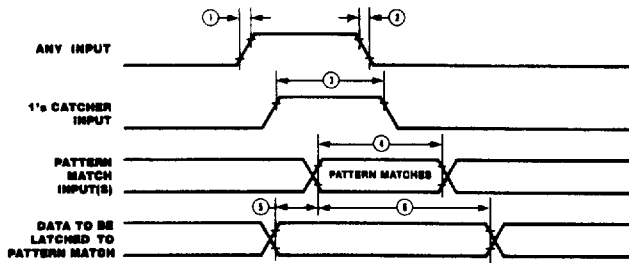 1
2
ANY INPUT
3
1's CATCHER
INPUT
4
PATTERN
MATCH
INPUT(S)
PATTERN MATCHES
5
6
DATA TO BE
LATCHED TO
PATTERN MATCH